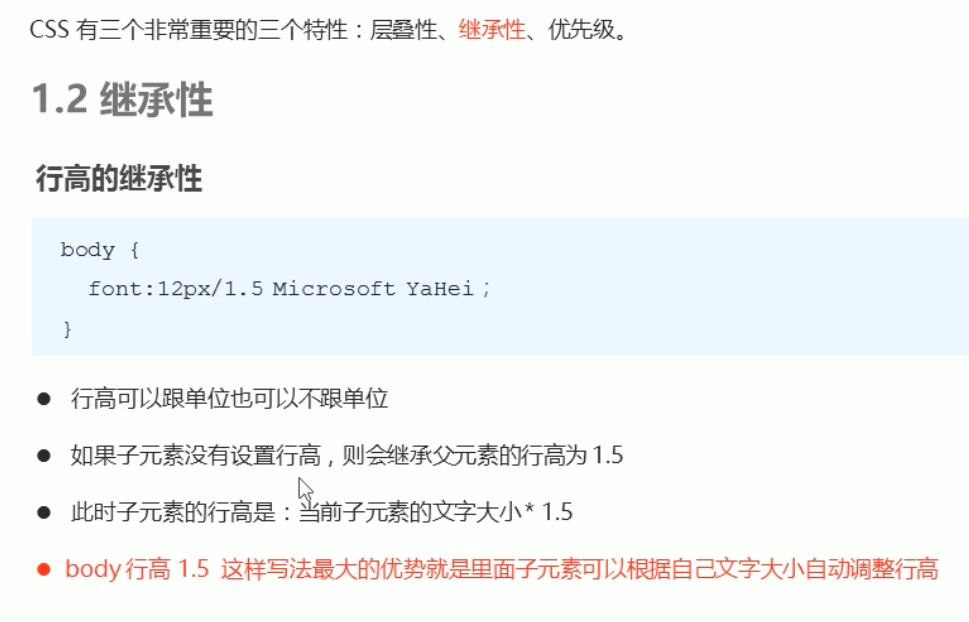 CSS 有三个非常重要的三个特性：层叠性、继承性、优先级。
1.2 继承性
行高的继承性
body {
font:12px/1.5 Microsoft YaHei；
}
● 行高可以跟单位也可以不跟单位
● 如果子元素没有设置行高，则会继承父元素的行高为 1.5
● 此时子元素的行高是：当前子元素的文字大小 * 1.5
● body 行高 1.5 这样写法最大的优势就是里面子元素可以根据自己文字大小自动调整行高